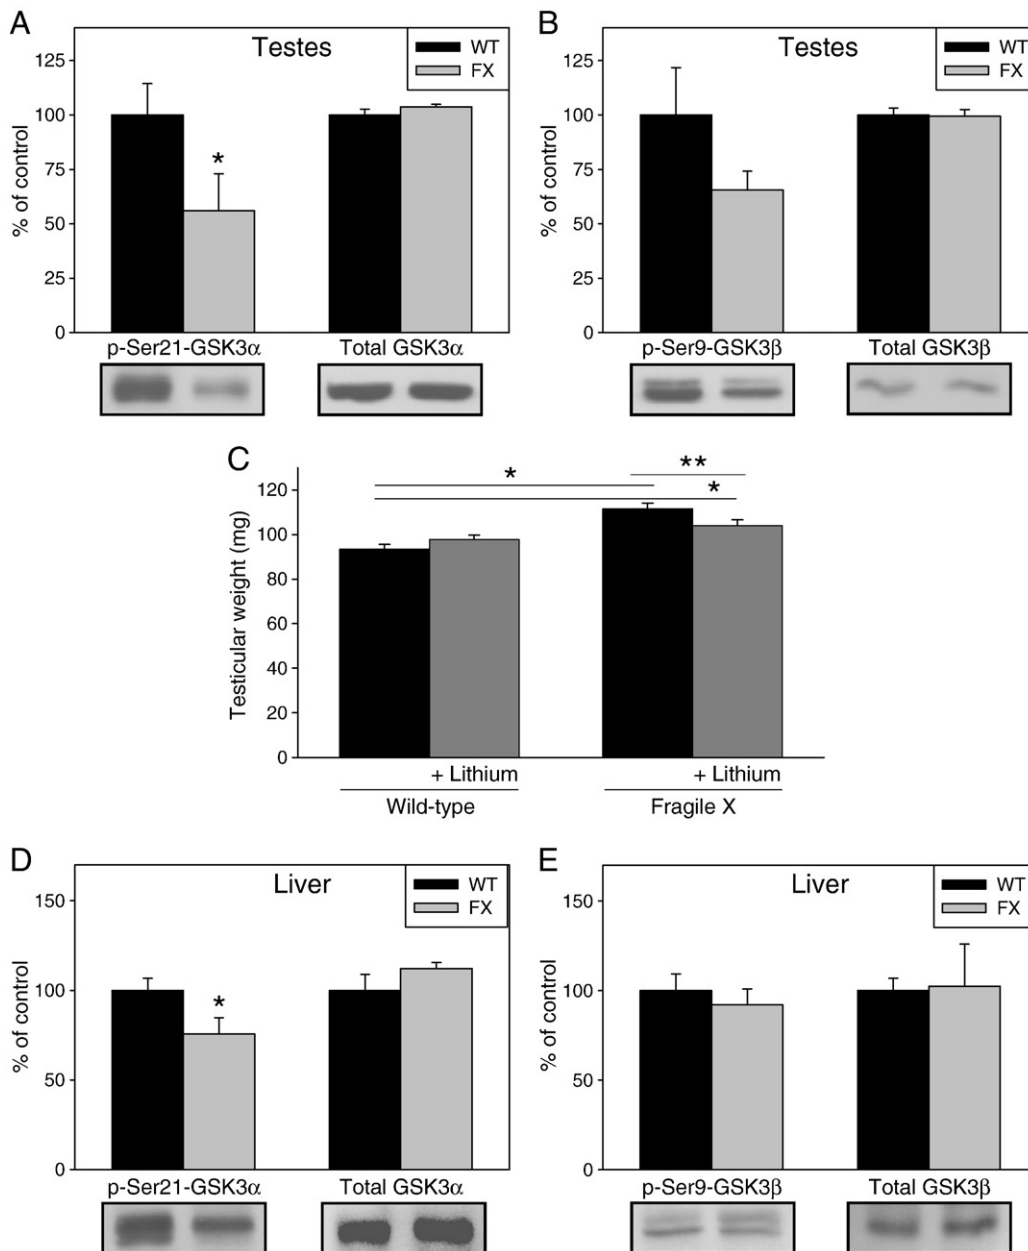 A
Testes
WT
FX
% of control
125
100
75
50
25
0
*
p-Ser21-GSK3α
Total GSK3α
B
Testes
WT
FX
% of control
125
100
75
50
25
0
p-Ser9-GSK3β
Total GSK3β
C
Testicular weight (mg)
120
100
80
60
40
20
0
*
**
*
+ Lithium
+ Lithium
Wild-type
Fragile X
D
Liver
WT
FX
% of control
150
100
50
0
*
p-Ser21-GSK3α
Total GSK3α
E
Liver
WT
FX
% of control
150
100
50
0
p-Ser9-GSK3β
Total GSK3β